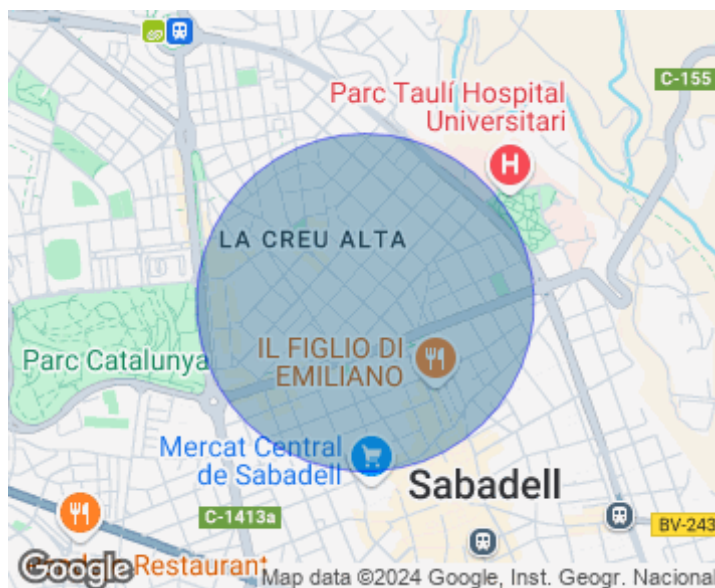 C-155
Parc Taulí Hospital
Universitari
H
LA CREU ALTA
IL FIGLIO DI
EMILIANO
Parc Catalunya
Mercat Central
de Sabadell
Sabadell
C-1413a
BV-243
Restaurant
Google
Map data ©2024 Google, Inst. Geogr. Nacional